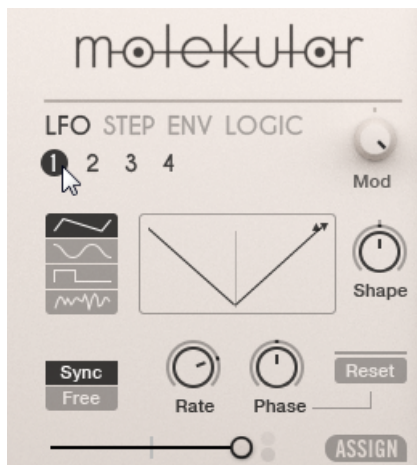 molekular
LFO STEP ENV LOGIC
1 2 3 4
Mod
Shape
Sync
Free
Rate
Phase
Reset
ASSIGN